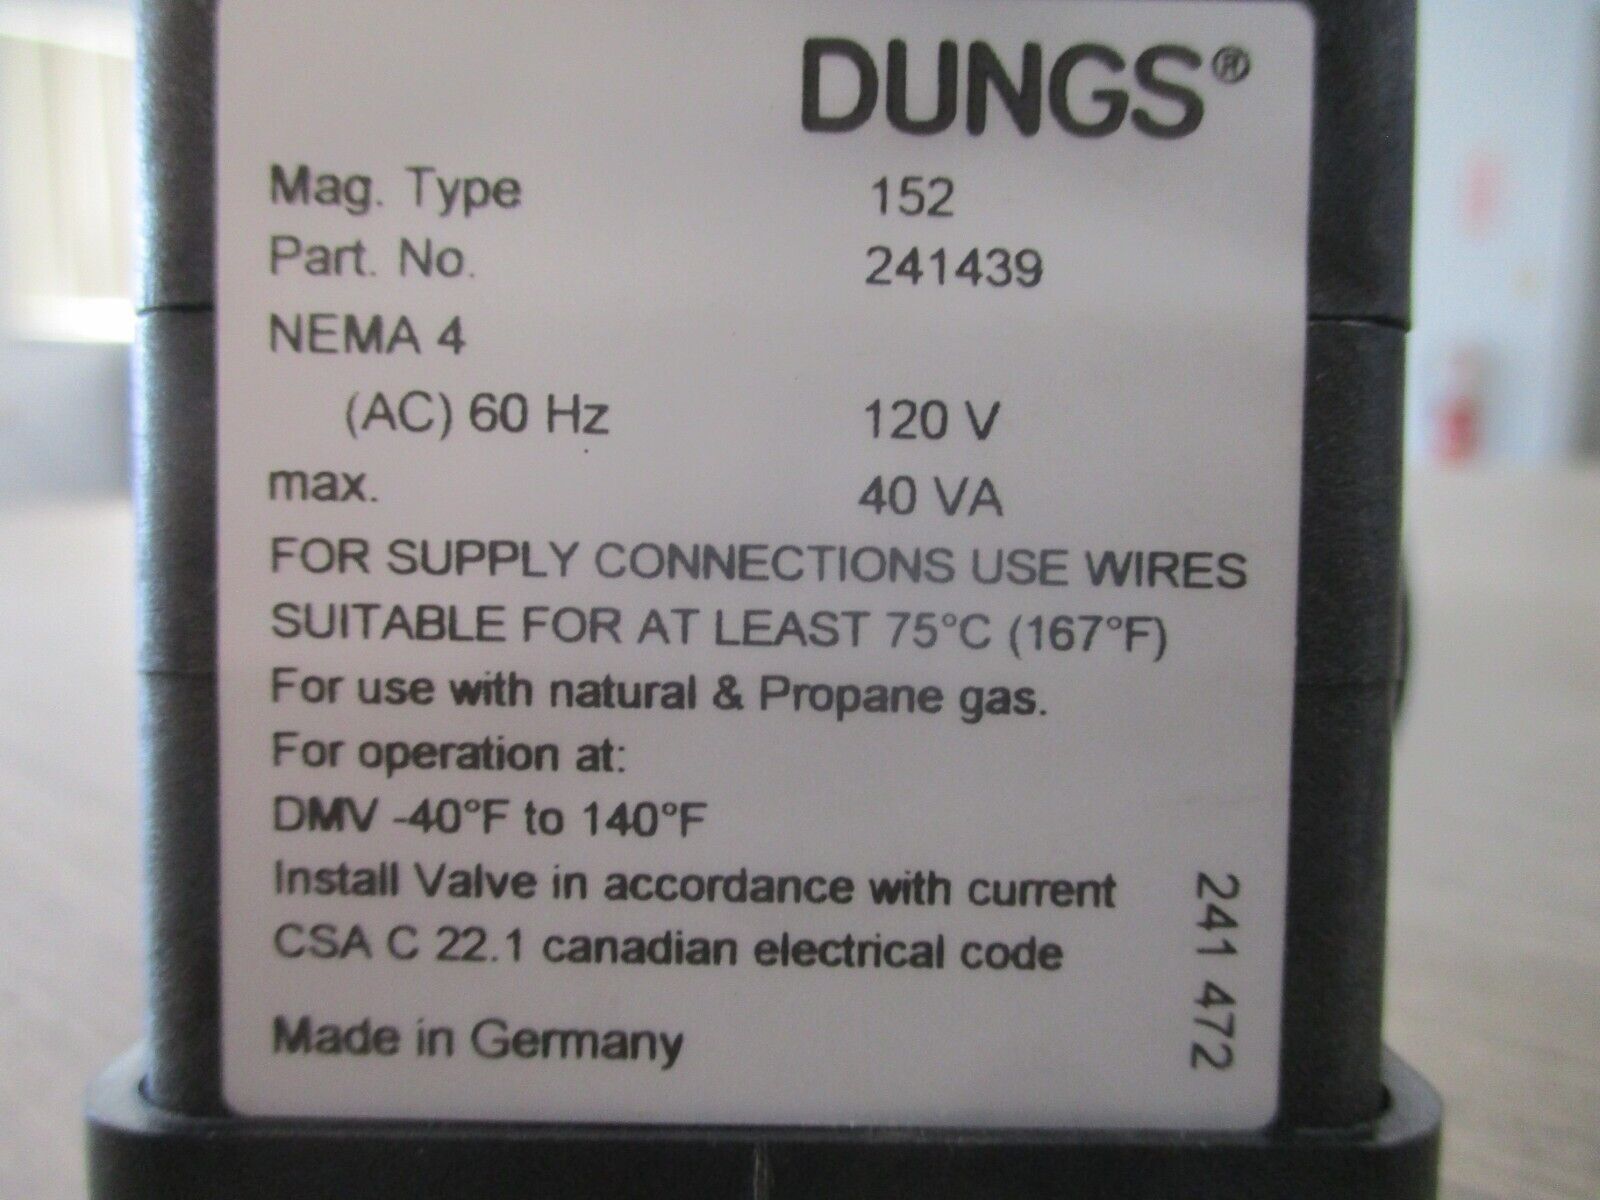 DUNGS®
Mag. Type 152
Part. No. 241439
NEMA 4
(AC) 60 Hz 120 V
max. 40 VA
FOR SUPPLY CONNECTIONS USE WIRES
SUITABLE FOR AT LEAST 75°C (167°F)
For use with natural & Propane gas.
For operation at:
DMV -40°F to 140°F
Install Valve in accordance with current
CSA C 22.1 canadian electrical code
Made in Germany
241 472